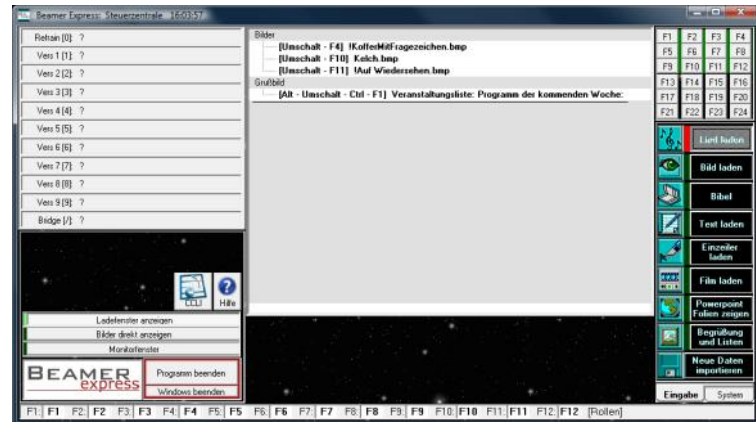 Beamer Express: Steuerzentrale 16:03:57
Refrain [0]: ?
Vers 1 [1]: ?
Vers 2 [2]: ?
Vers 3 [3]: ?
Vers 4 [4]: ?
Vers 5 [5]: ?
Vers 6 [6]: ?
Vers 7 [7]: ?
Vers 8 [8]: ?
Vers 9 [9]: ?
Bridge [/]: ?
CCLI
Hilfe
Ladefenster anzeigen
Bilder direkt anzeigen
Monitorfenster
BEAMER
express
Programm beenden
Windows beenden
Bilder
[Umschalt - F4] !KofferMitFragezeichen.bmp
[Umschalt - F10] Kelch.bmp
[Umschalt - F11] !Auf Wiedersehen.bmp
Grußbild
[Alt - Umschalt - Ctrl - F1] Veranstaltungsliste: Programm der kommenden Woche:
F1 F2 F3 F4
F5 F6 F7 F8
F9 F10 F11 F12
F13 F14 F15 F16
F17 F18 F19 F20
F21 F22 F23 F24
Lied laden
Bild laden
Bibel
Text laden
Einzeiler
laden
Film laden
Powerpoint
Folien zeigen
Begrüßung
und Listen
Neue Daten
importieren
Eingabe System
F1: F1 F2: F2 F3: F3 F4: F4 F5: F5 F6: F6 F7: F7 F8: F8 F9: F9 F10: F10 F11: F11 F12: F12 [Rollen]